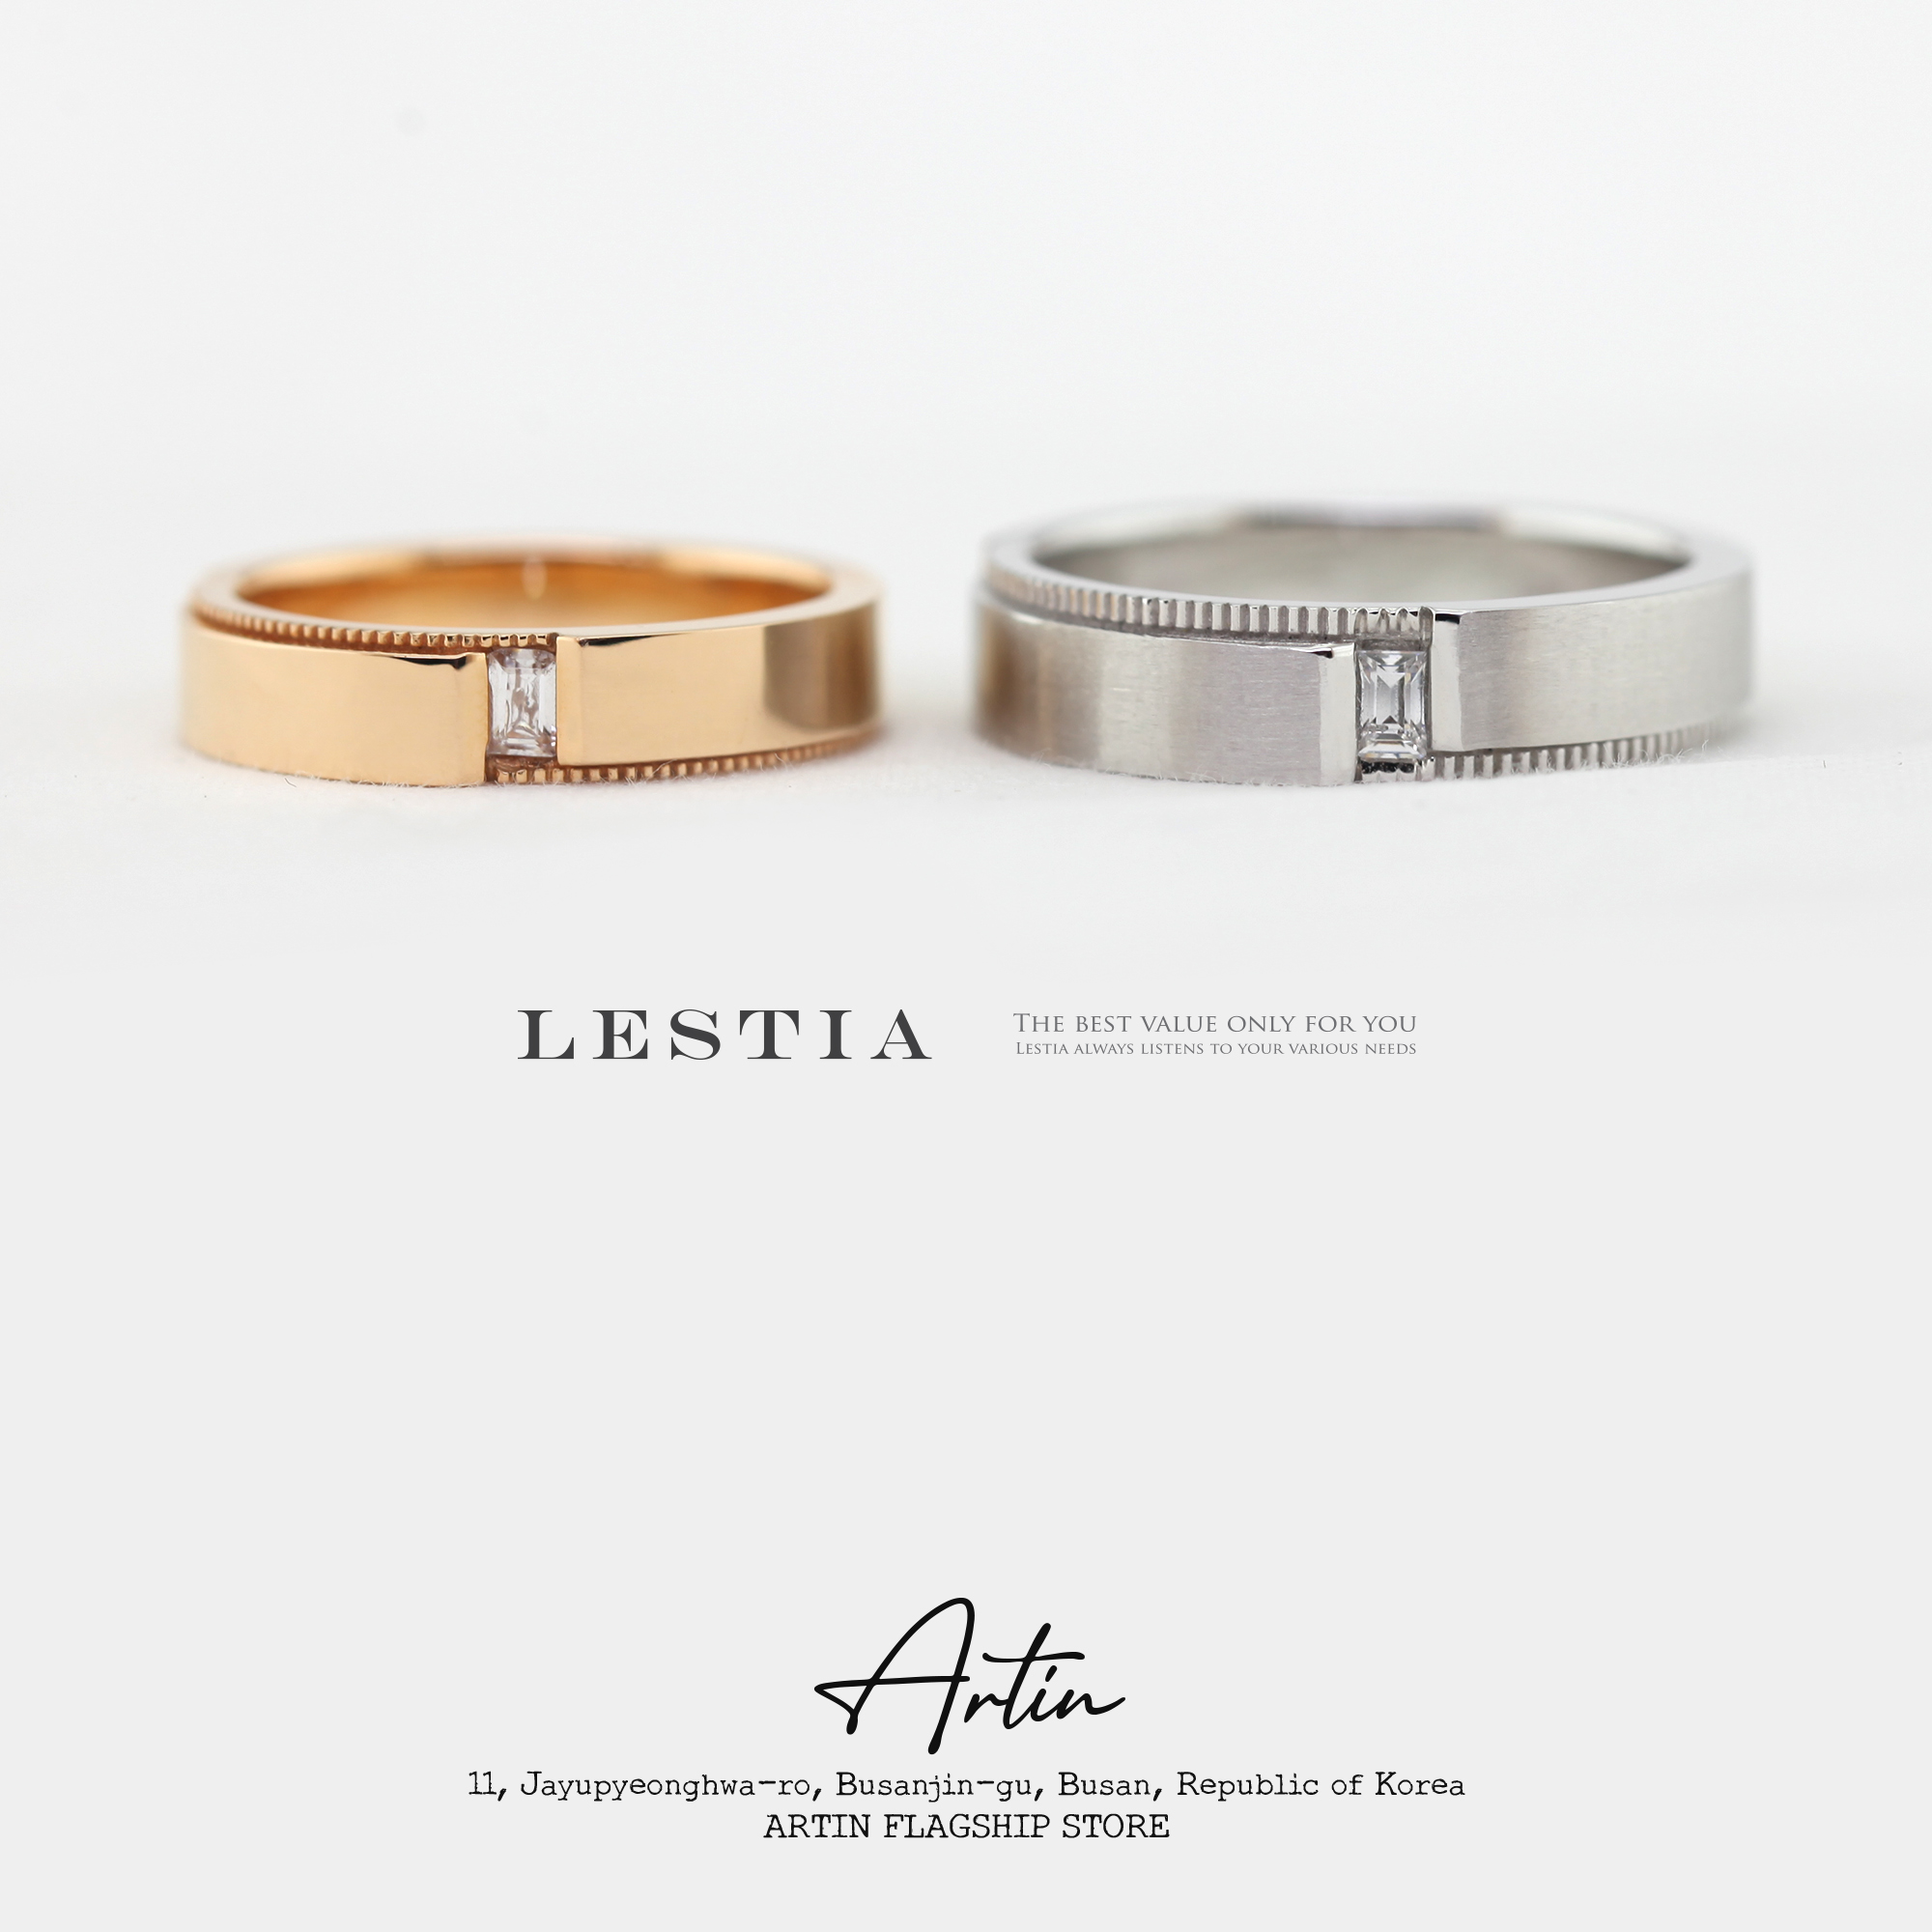 LESTIA
THE BEST VALUE ONLY FOR YOU
LESTIA ALWAYS LISTENS TO YOUR VARIOUS NEEDS
Artin
11, Jayupyeonghwa-ro, Busanjin-gu, Busan, Republic of Korea
ARTIN FLAGSHIP STORE